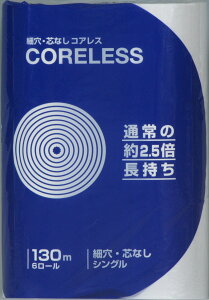 細穴・芯なしコアレス
CORELESS
通常の
約2.5倍
長持ち
130m
6ロール
細穴・芯なし
シングル